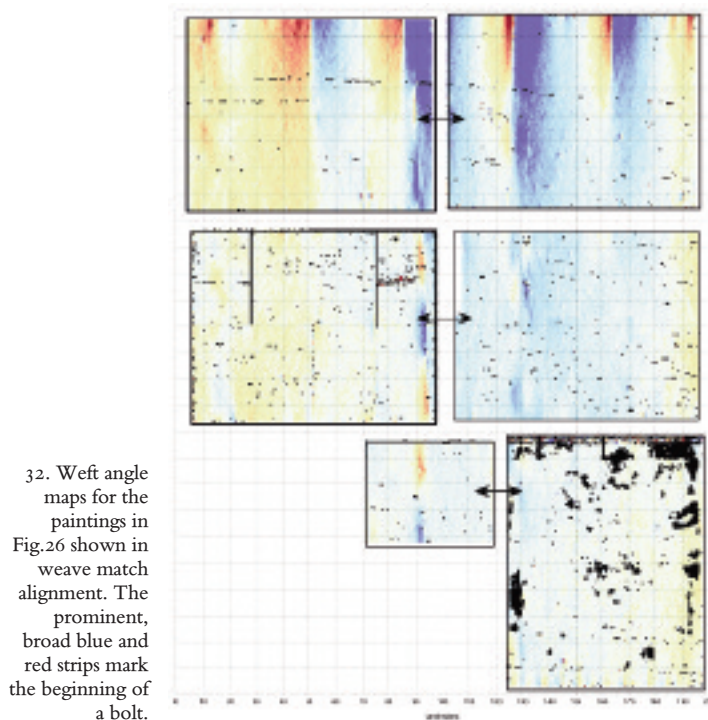 32. Weft angle
maps for the
paintings in
Fig.26 shown in
weave match
alignment. The
prominent,
broad blue and
red strips mark
the beginning of
a bolt.